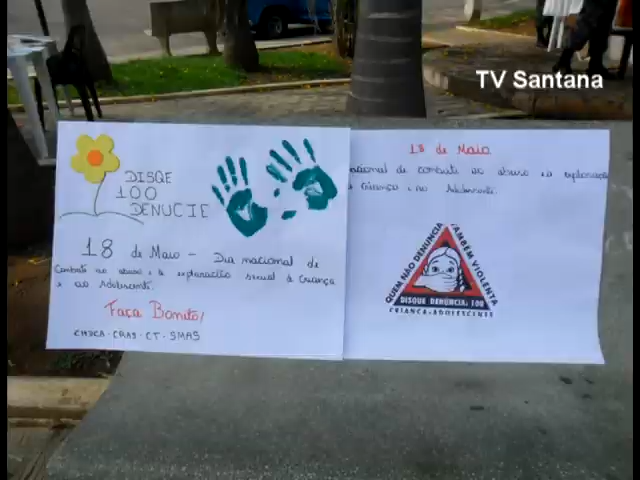 TV Santana
DISQE
100
DENUCIE
18 de Maio - Dia nacional de
Combate ao abuso e a exploração sexual à Criança
e ao Adolescente.
Faça Bonito!
CMDCA-CRAS-CT-SMAS
18 de Maio
nacional de combate ao abuso e a exploração
à Criança e ao Adolescente.
QUEM NÃO DENUNCIA
TAMBÉM VIOLENTA
DISQUE DENÚNCIA: 100
CRIANÇA-ADOLESCENTE